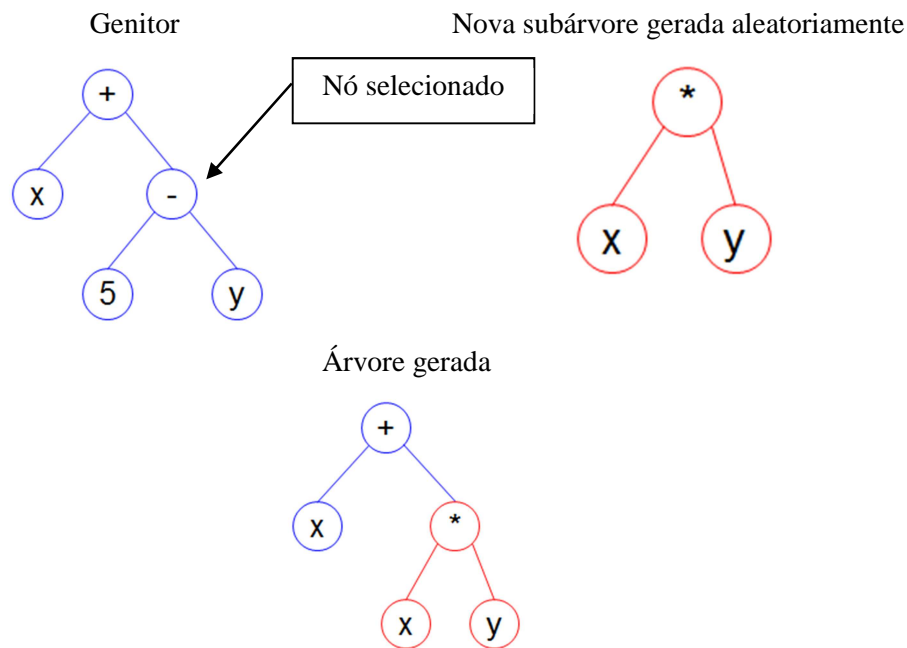 Genitor
Nova subárvore gerada aleatoriamente
Nó selecionado
+
x
-
5
y
*
x
y
Árvore gerada
+
x
*
x
y